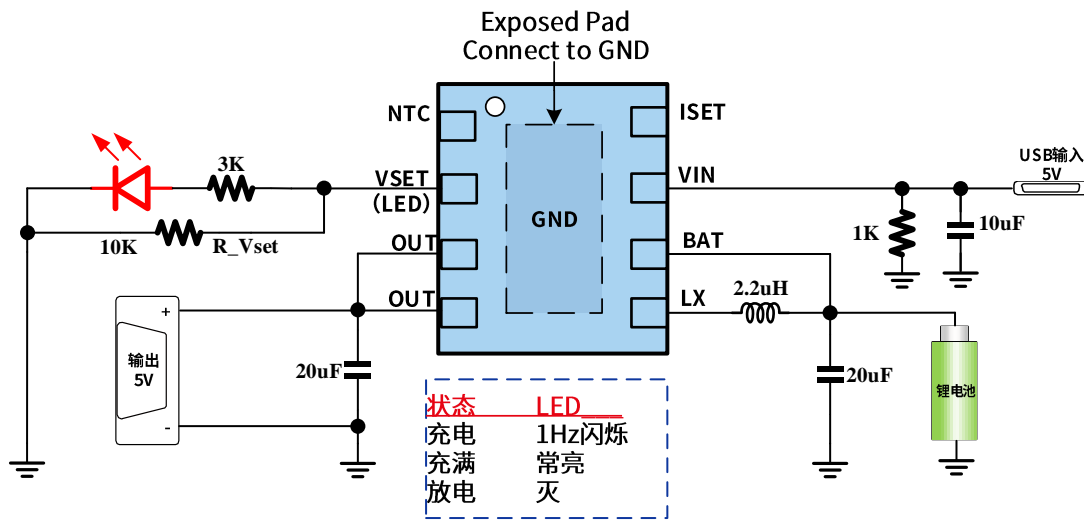 Exposed Pad
Connect to GND
NTC
ISET
3K
VSET
(LED)
VIN
USB输入
5V
10K
R_Vset
GND
1K
10uF
OUT
BAT
OUT
LX
2.2uH
+
输出
5V
-
20uF
20uF
锂电池
状态 LED___
充电 1Hz闪烁
充满 常亮
放电 灭